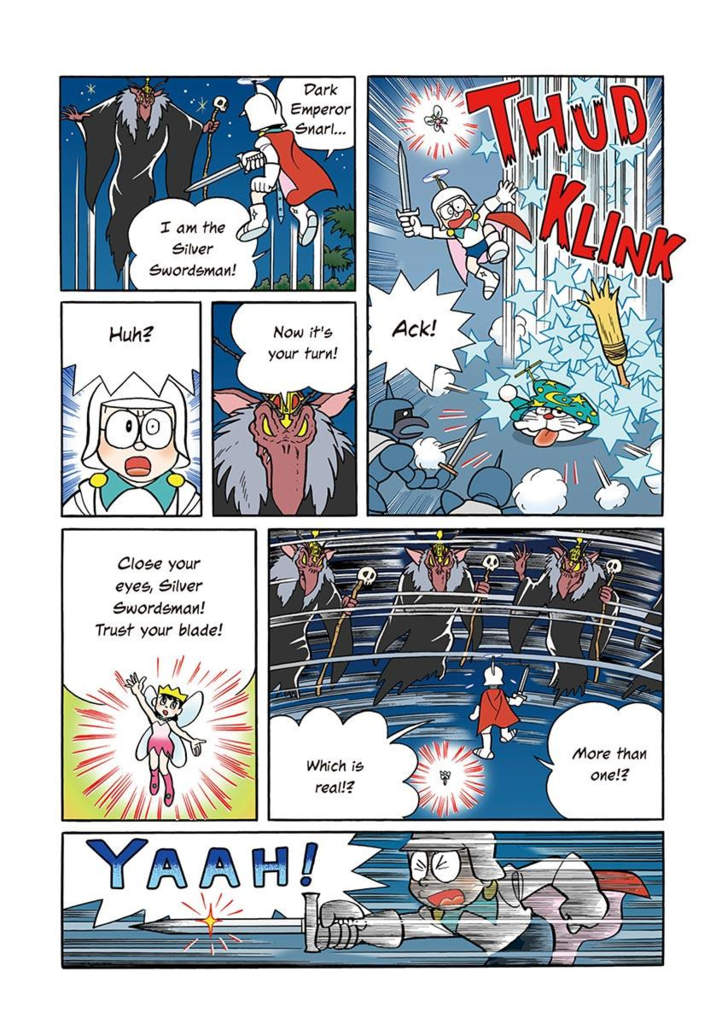 THUD
KLINK
Ack!
Dark
Emperor
Snarl...
I am the
Silver
Swordsman!
Now it's
your turn!
Huh?
More than
one!?
Which is
real!?
Close your
eyes, Silver
Swordsman!
Trust your blade!
YAAH!